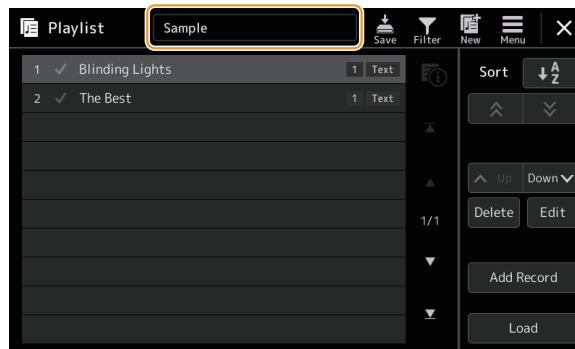 Playlist Sample Save Filter New Menu
1 Blinding Lights 1 Text
2 The Best 1 Text
Sort A Z
Up Down
1/1
Delete Edit
Add Record
Load